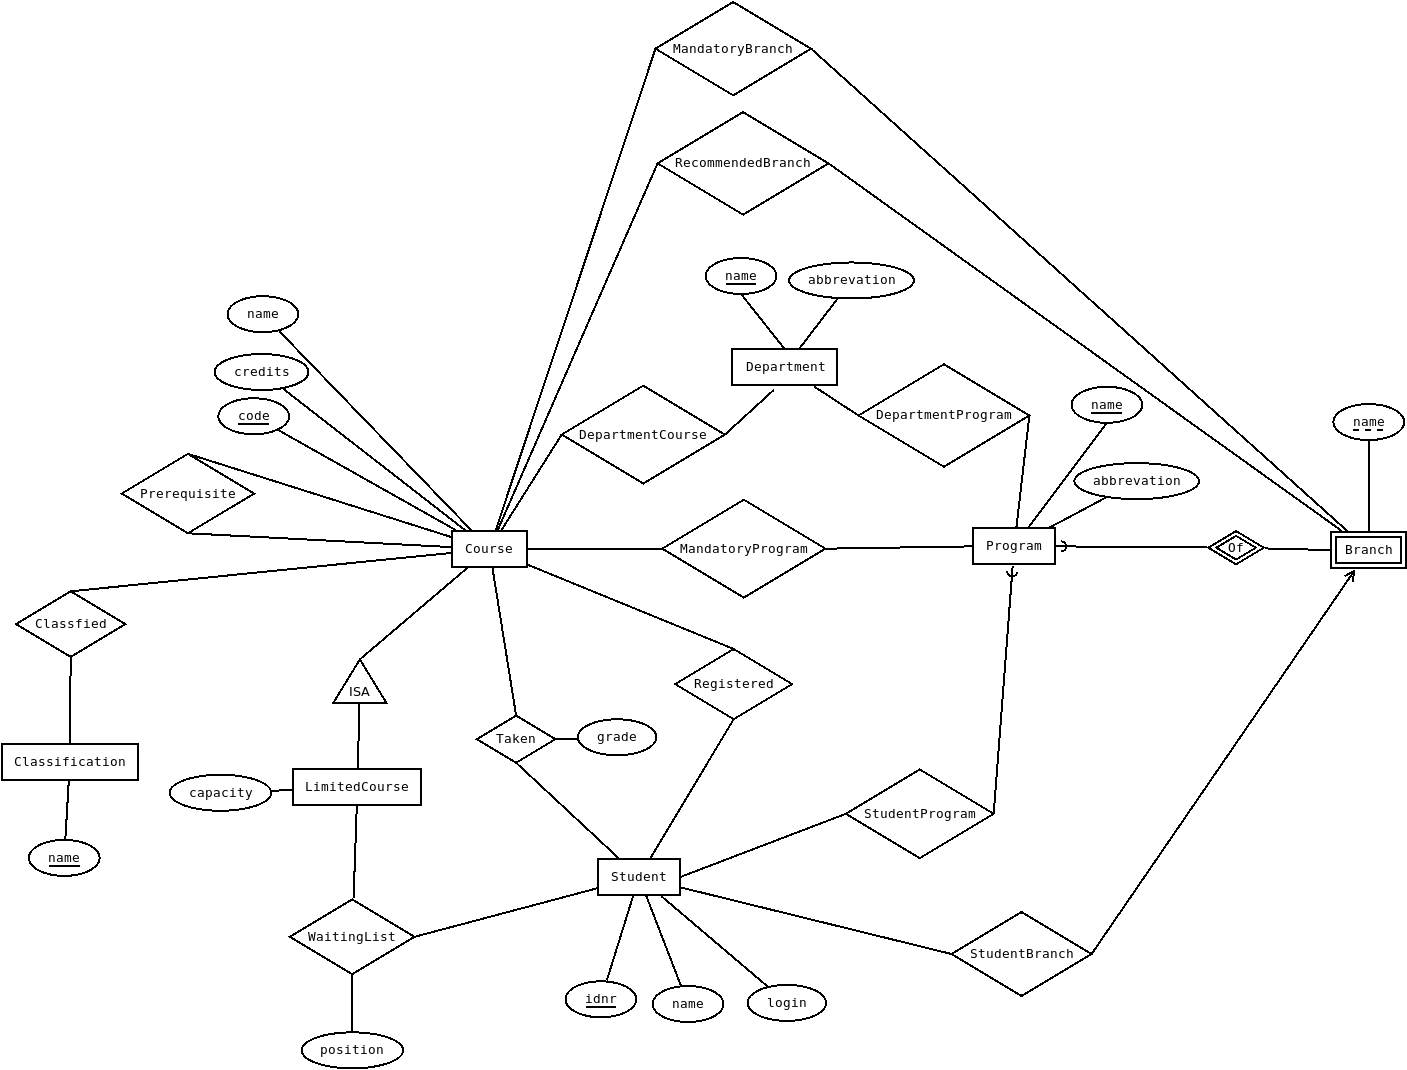 MandatoryBranch
RecommendedBranch
name
abbrevation
name
Department
credits
name
code
DepartmentCourse
DepartmentProgram
name
abbrevation
Prerequisite
Course
MandatoryProgram
Program
Of
Branch
Classfied
Registered
ISA
Taken
grade
Classification
LimitedCourse
capacity
StudentProgram
name
Student
WaitingList
StudentBranch
idnr
name
login
position